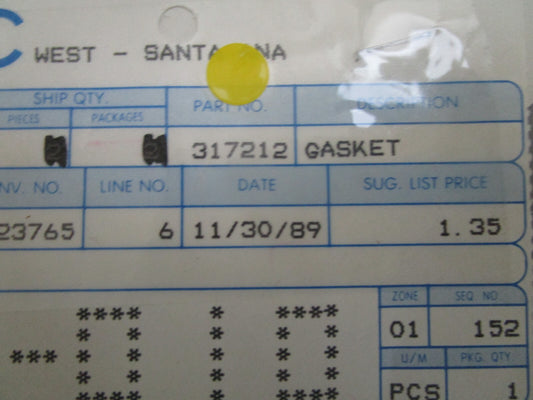 C
WEST - SANTA ANA
SHIP QTY.
PIECES PACKAGES PART NO. DESCRIPTION
317212 GASKET
NV. NO. LINE NO. DATE SUG. LIST PRICE
23765 6 11/30/89 1.35
ZONE SEQ. NO.
01 152
U/M PKG. QTY.
PCS 1